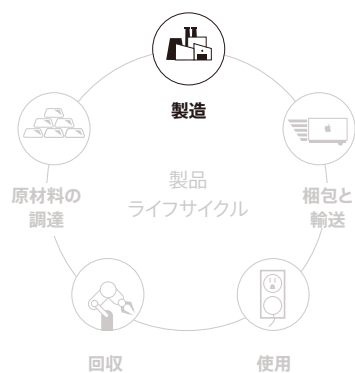 製造
原材料の
調達
製品
ライフサイクル
梱包と
輸送
回収
使用